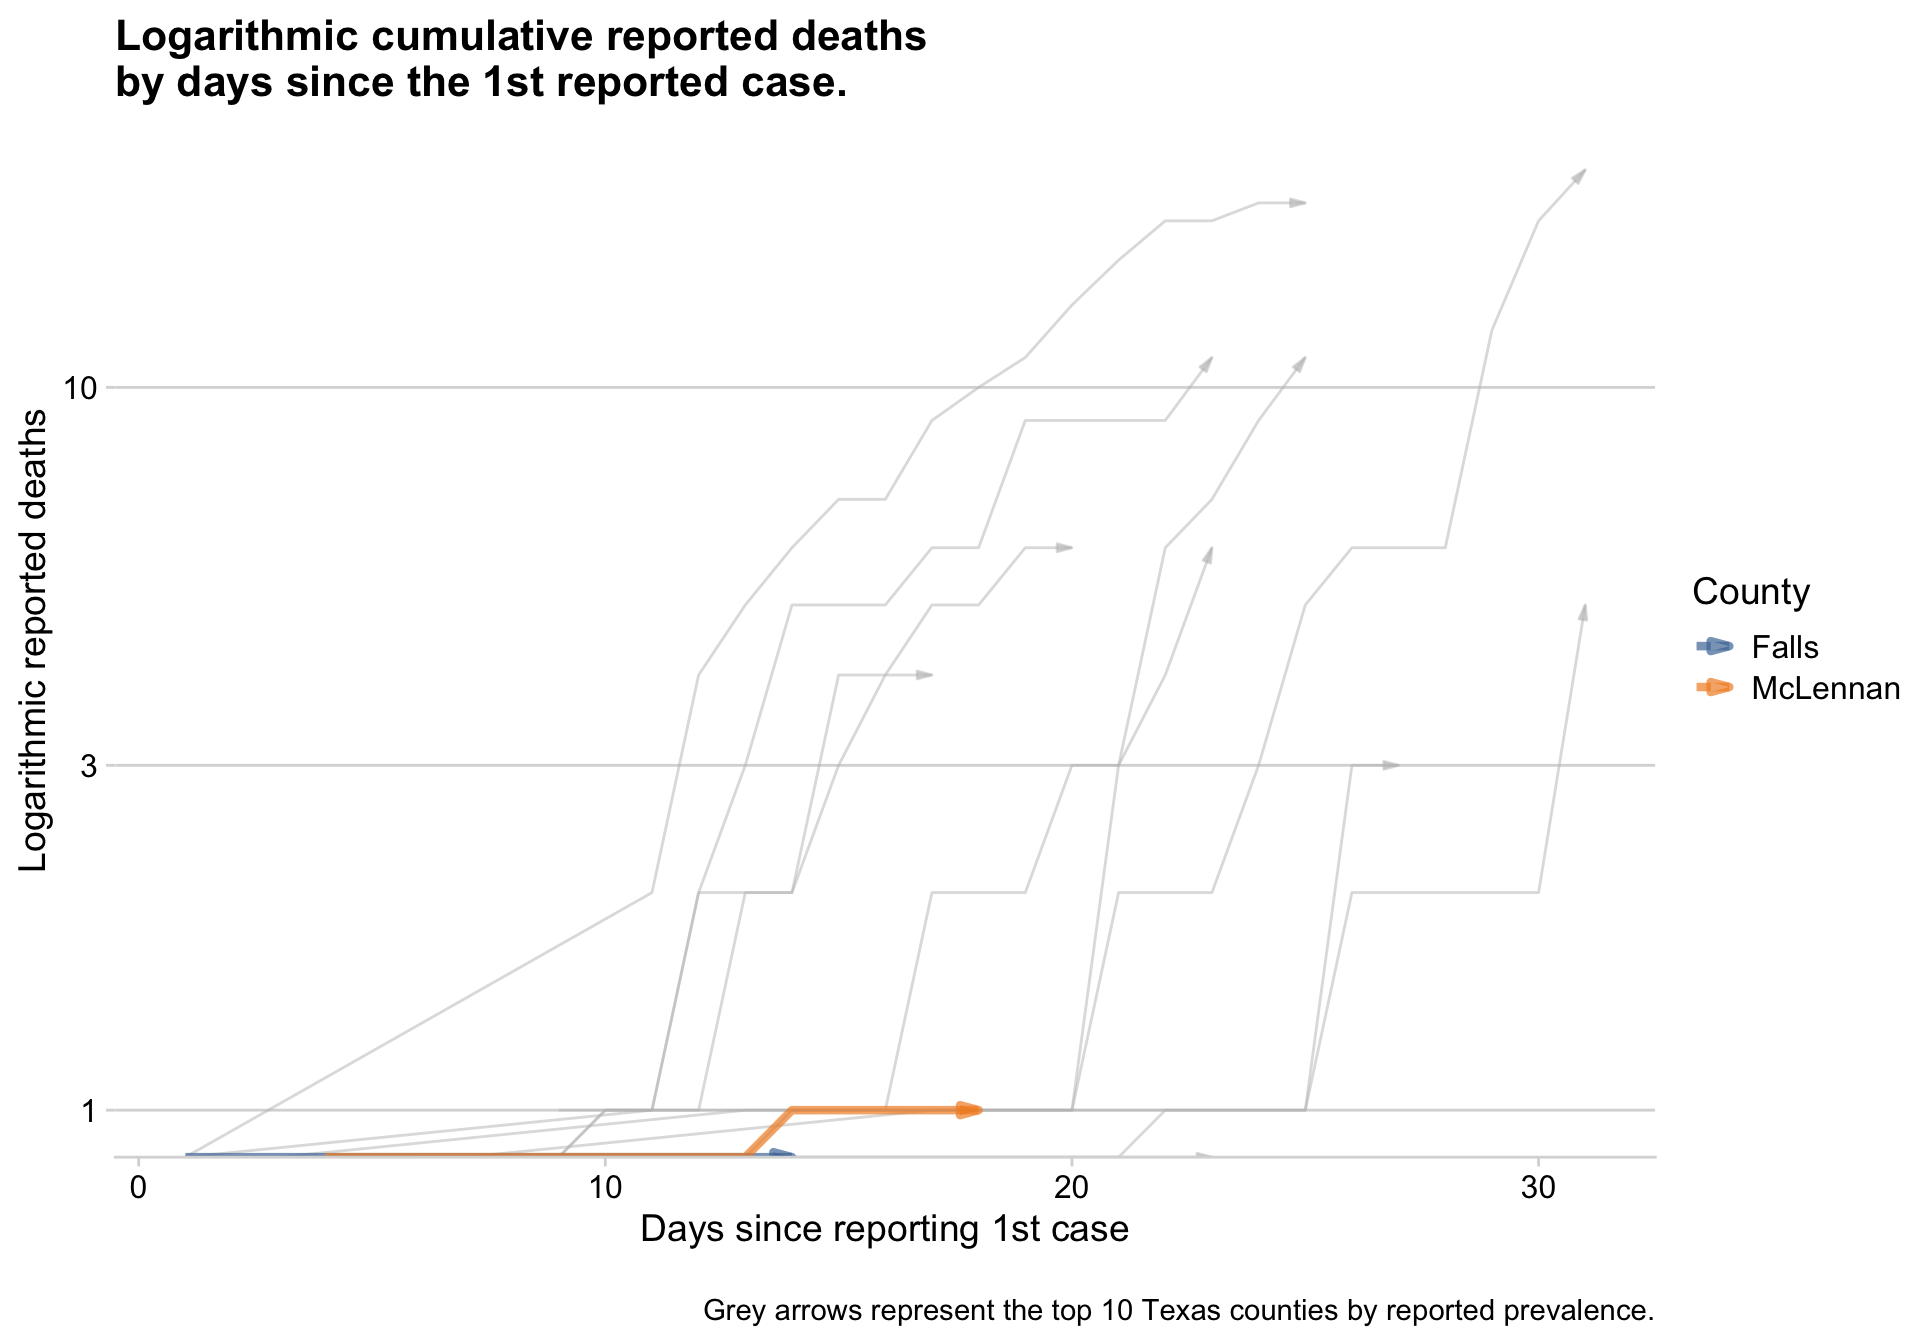 Logarithmic cumulative reported deaths
by days since the 1st reported case.
Logarithmic reported deaths
10
3
1
0
10
20
30
Days since reporting 1st case
County
Falls
McLennan
Grey arrows represent the top 10 Texas counties by reported prevalence.